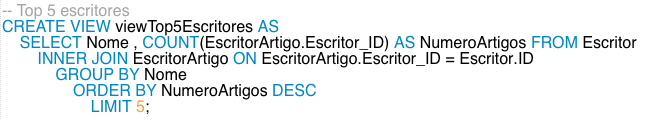 -- Top 5 escritores
CREATE VIEW viewTop5Escritores AS
SELECT Nome , COUNT(EscritorArtigo.Escritor_ID) AS NumeroArtigos FROM Escritor
INNER JOIN EscritorArtigo ON EscritorArtigo.Escritor_ID = Escritor.ID
GROUP BY Nome
ORDER BY NumeroArtigos DESC
LIMIT 5;